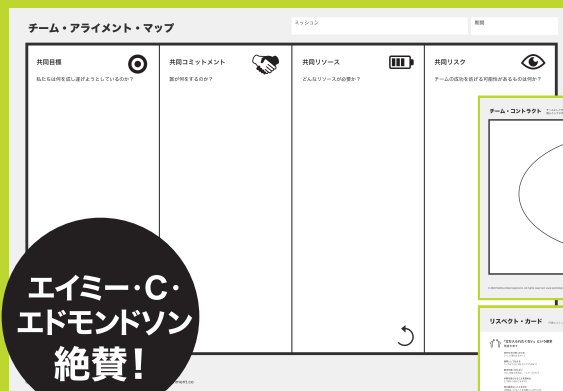 チーム・アライメント・マップ
ミッション
期間
共同目標
私たちは何を成し遂げようとしているのか?
共同コミットメント
誰が何をするのか?
共同リソース
どんなリソースが必要か?
共同リスク
チームの成功を妨げる可能性があるものは何か?
チーム・コントラクト
リスペクト・カード
エイミー・C・
エドモンドソン
絶賛!